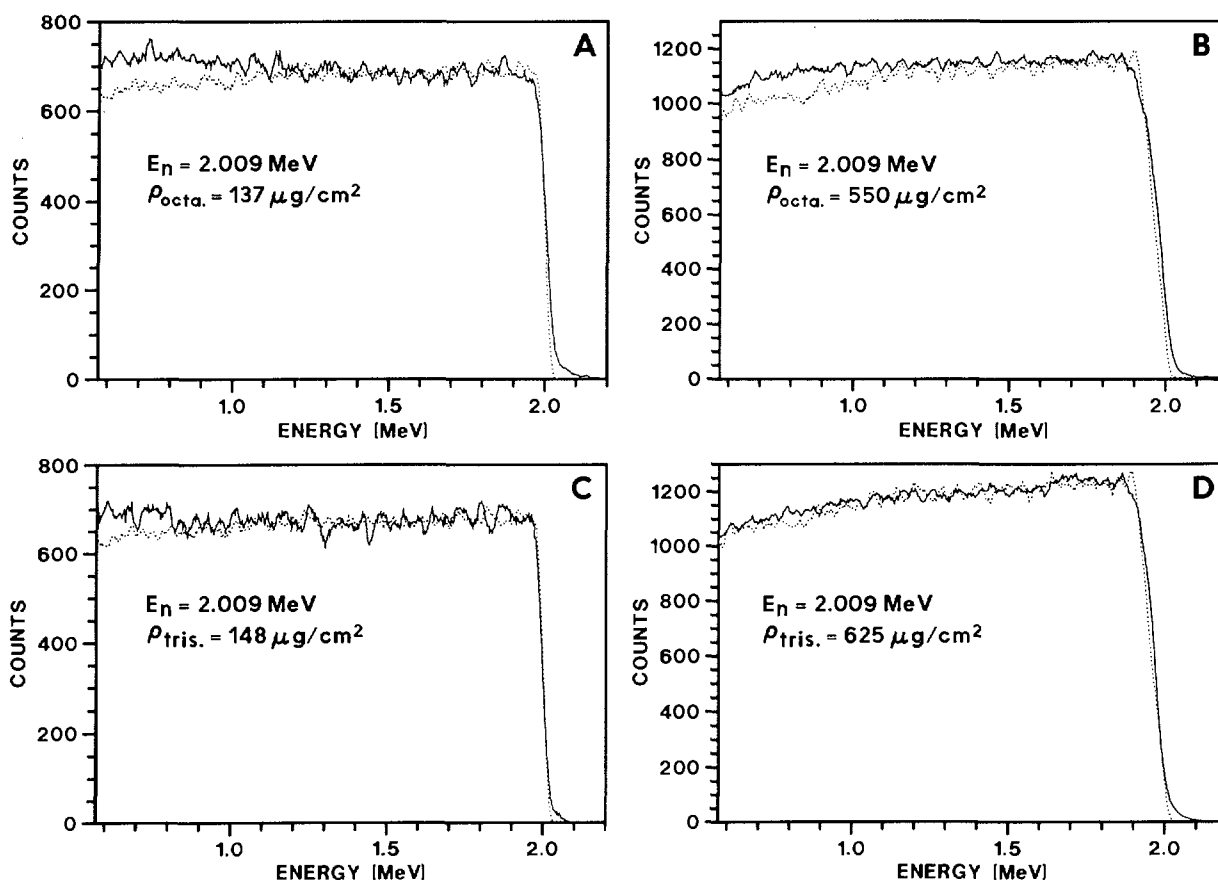 A
800
600
400
200
0
COUNTS
E_n = 2.009 MeV
ρ_octa. = 137 μg/cm²
1.0 1.5 2.0
ENERGY [MeV]
B
1200
1000
800
600
400
200
0
COUNTS
E_n = 2.009 MeV
ρ_octa. = 550 μg/cm²
1.0 1.5 2.0
ENERGY [MeV]
C
800
600
400
200
0
COUNTS
E_n = 2.009 MeV
ρ_tris. = 148 μg/cm²
1.0 1.5 2.0
ENERGY [MeV]
D
1200
1000
800
600
400
200
0
COUNTS
E_n = 2.009 MeV
ρ_tris. = 625 μg/cm²
1.0 1.5 2.0
ENERGY [MeV]